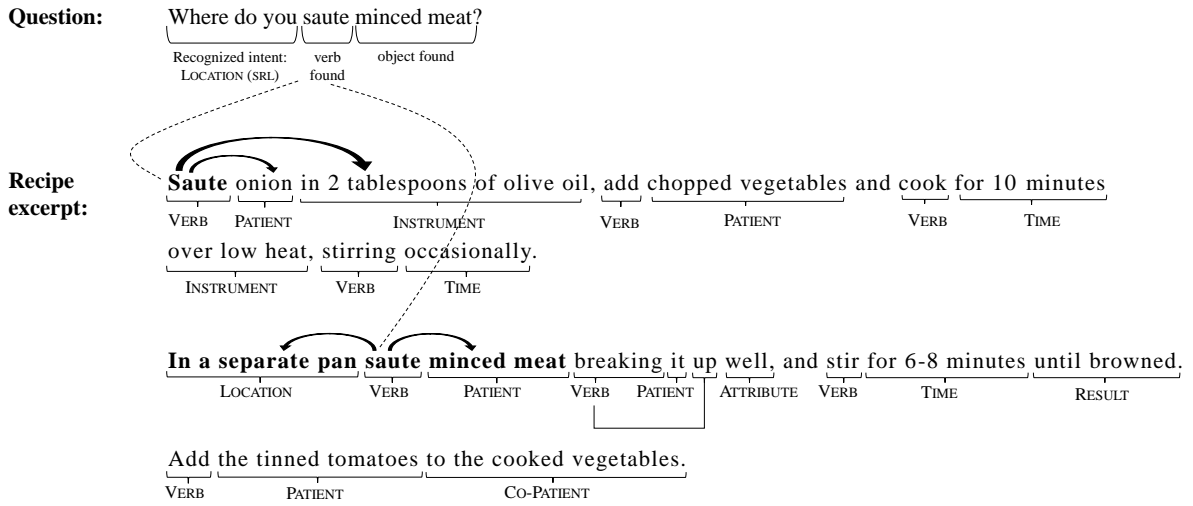 Question: Where do you saute minced meat?
Recognized intent: verb object found
LOCATION (SRL) found
Recipe excerpt: Saute onion in 2 tablespoons of olive oil, add chopped vegetables and cook for 10 minutes
VERB PATIENT INSTRUMENT VERB PATIENT VERB TIME
over low heat, stirring occasionally.
INSTRUMENT VERB TIME
In a separate pan saute minced meat breaking it up well, and stir for 6-8 minutes until browned.
LOCATION VERB PATIENT VERB PATIENT ATTRIBUTE VERB TIME RESULT
Add the tinned tomatoes to the cooked vegetables.
VERB PATIENT CO-PATIENT